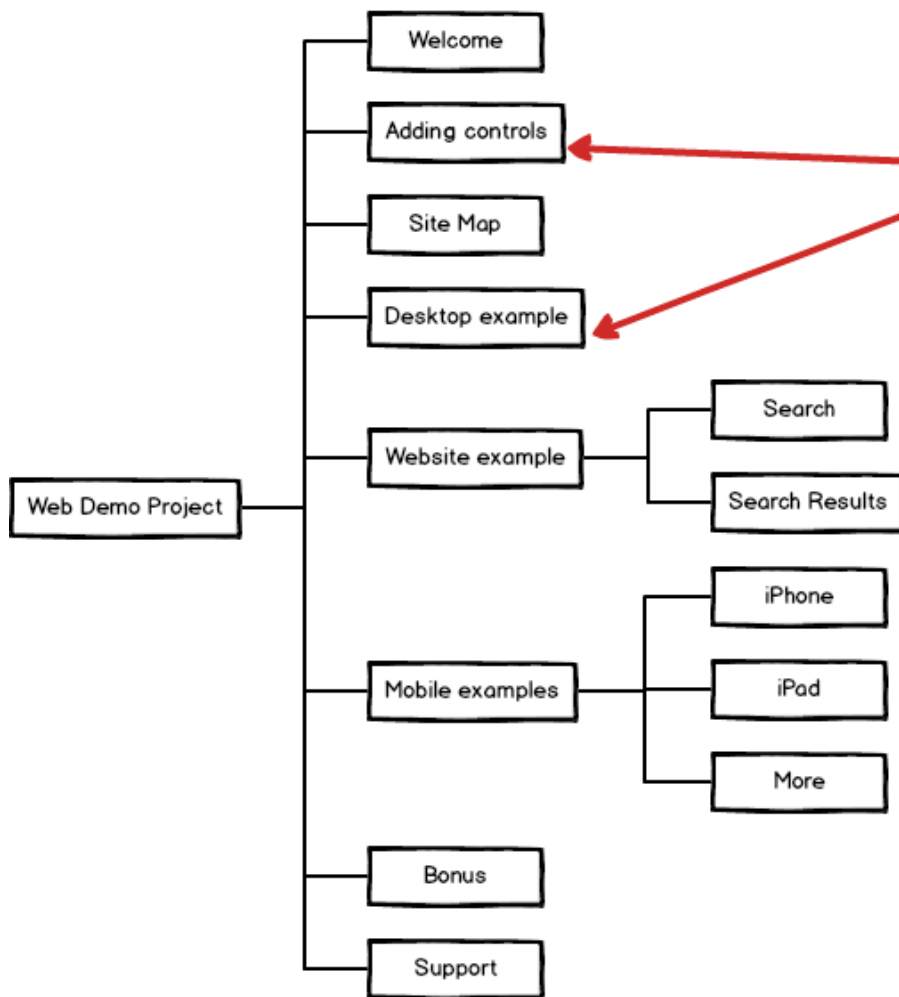 Welcome
Adding controls
Site Map
Desktop example
Search
Website example
Search Results
Web Demo Project
iPhone
Mobile examples
iPad
More
Bonus
Support